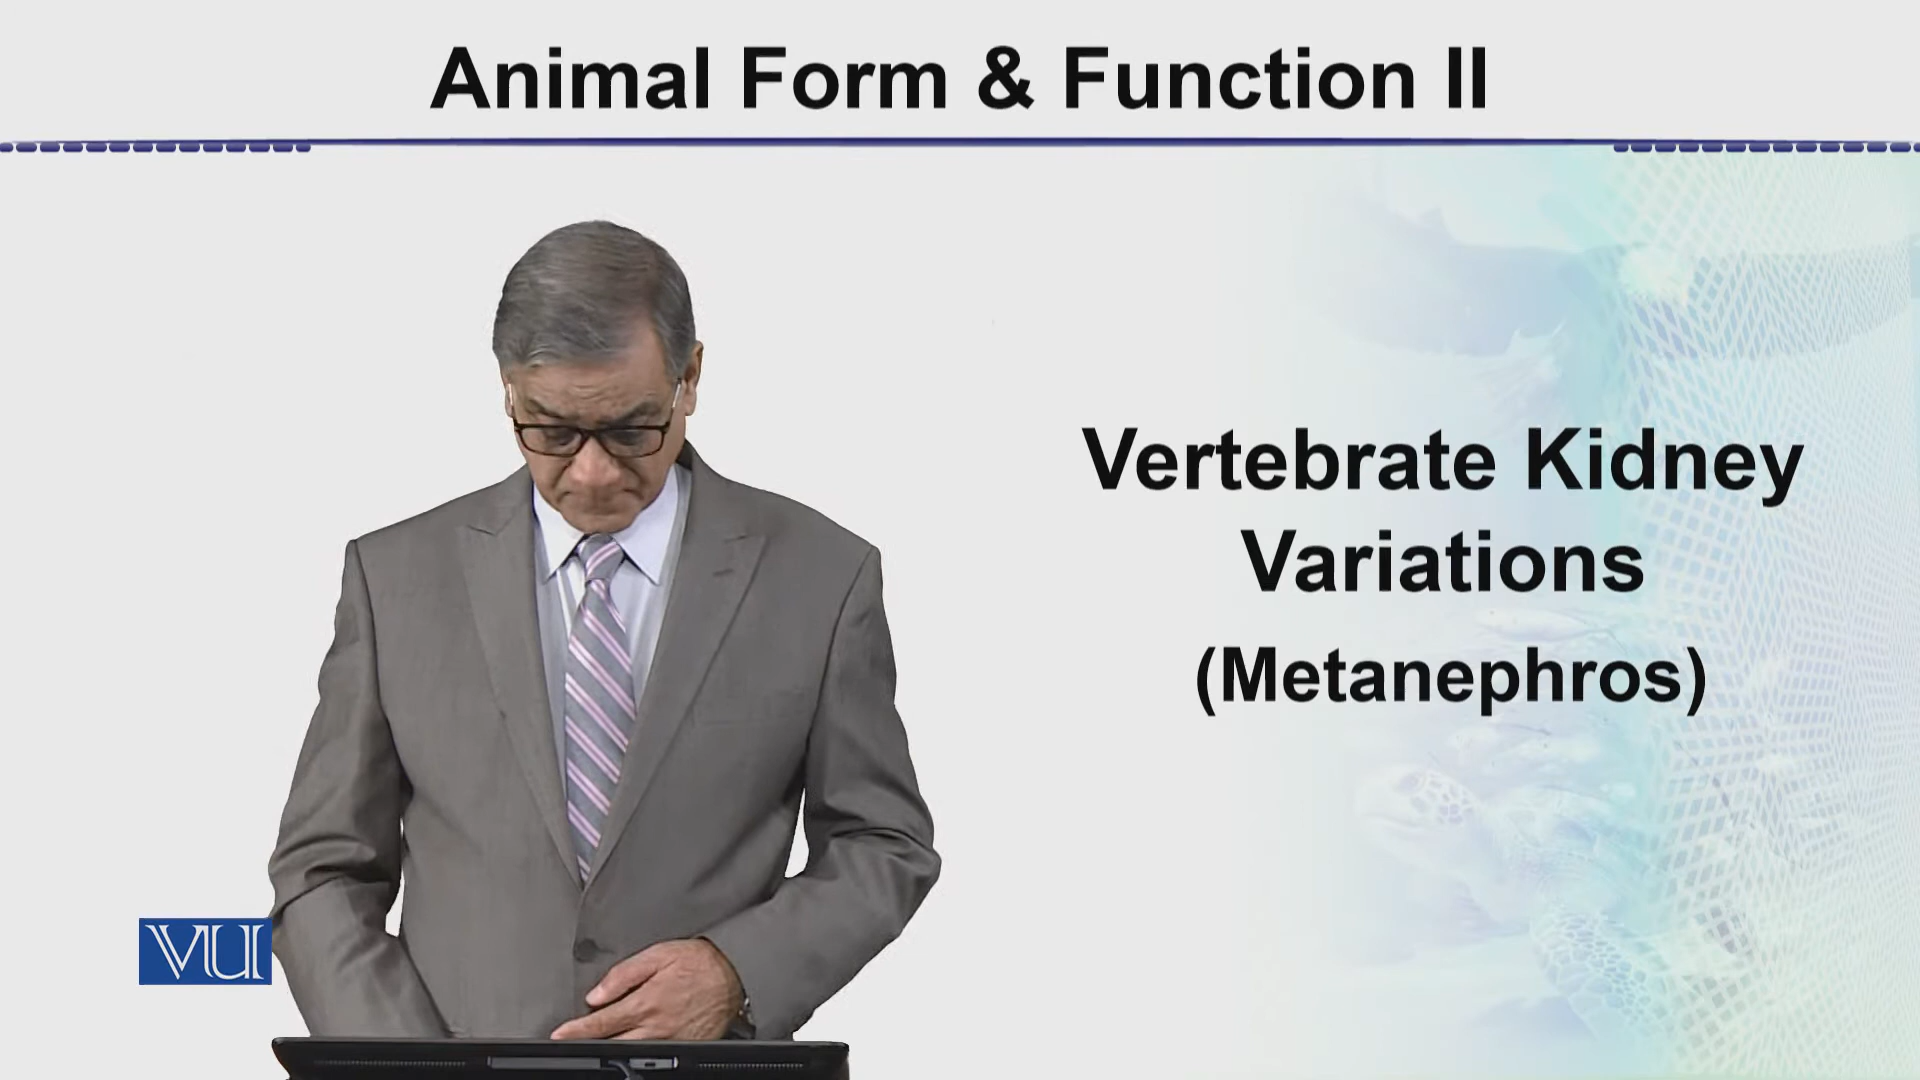 Animal Form & Function II
Vertebrate Kidney
Variations
(Metanephros)
VU